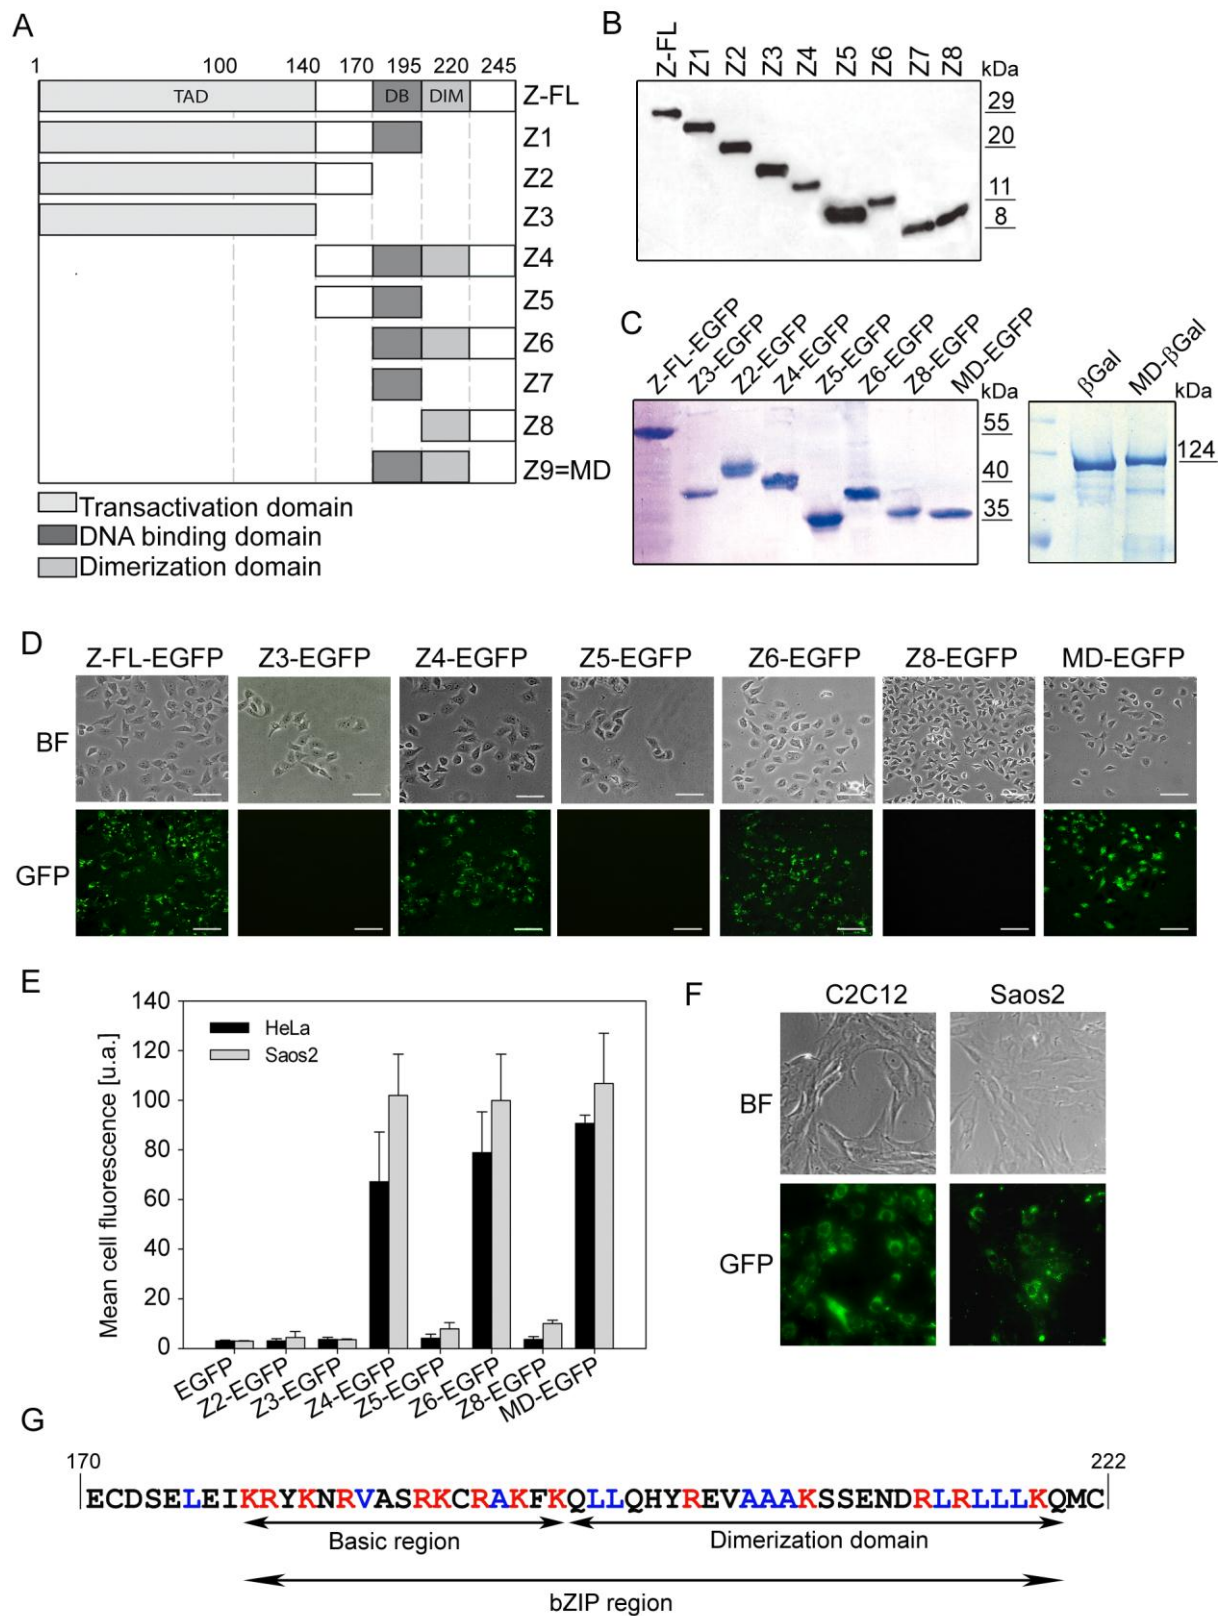 A
1 100 140 170 195 220 245
TAD DB DIM Z-FL
Z1
Z2
Z3
Z4
Z5
Z6
Z7
Z8
Z9=MD
Transactivation domain
DNA binding domain
Dimerization domain
B
Z-FL Z1 Z2 Z3 Z4 Z5 Z6 Z7 Z8 kDa
29
20
11
8
C
Z-FL-EGFP Z3-EGFP Z2-EGFP Z4-EGFP Z5-EGFP Z6-EGFP Z8-EGFP MD-EGFP kDa
55
40
35
βGal MD-βGal kDa
124
D
Z-FL-EGFP Z3-EGFP Z4-EGFP Z5-EGFP Z6-EGFP Z8-EGFP MD-EGFP
BF
GFP
E
Mean cell fluorescence [u.a.]
140
120
100
80
60
40
20
0
HeLa
Saos2
EGFP Z2-EGFP Z3-EGFP Z4-EGFP Z5-EGFP Z6-EGFP Z8-EGFP MD-EGFP
F
C2C12 Saos2
BF
GFP
G
170 222
ECDSELEIKRYKNRVASRKCRAKFKQLLQHYREVAAAKSSENDRLRLLLKQMC
Basic region Dimerization domain
bZIP region